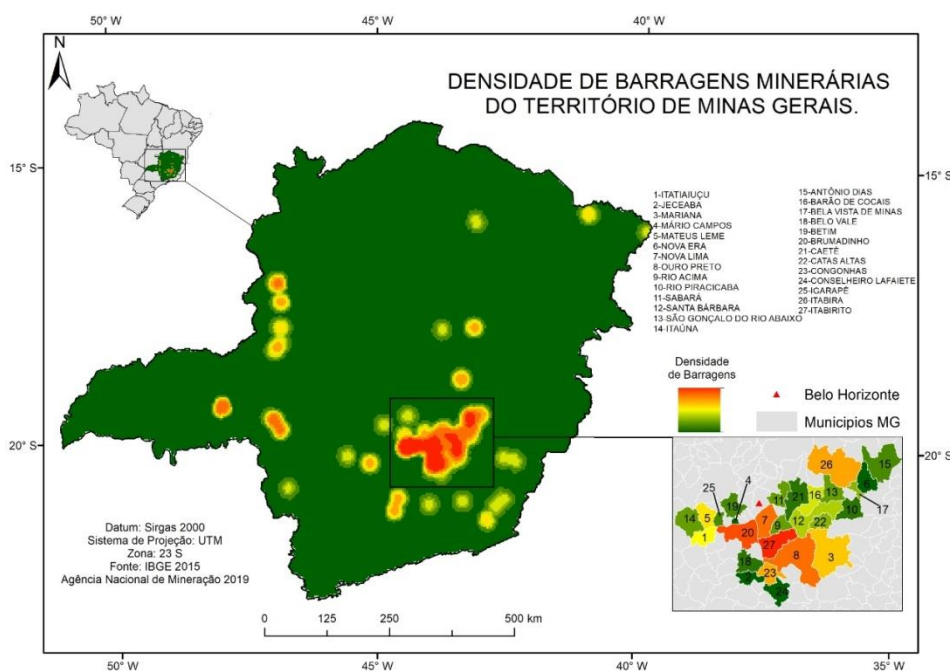 50° W
45° W
40° W
N
DENSIDADE DE BARRAGENS MINERÁRIAS
DO TERRITÓRIO DE MINAS GERAIS.
15° S
15° S
1-ITATIAIUÇU
2-JECEABA
3-MARIANA
4-MÁRIO CAMPOS
5-MATEUS LEME
6-NOVA ERA
7-NOVA LIMA
8-OURO PRETO
9-RIO ACIMA
10-RIO PIRACICABA
11-SABARÁ
12-SANTA BÁRBARA
13-SÃO GONÇALO DO RIO ABAIXO
14-ITAÚNA
15-ANTÔNIO DIAS
16-BARÃO DE COCAIS
17-BELA VISTA DE MINAS
18-BELO VALE
19-BETIM
20-BRUMADINHO
21-CAETÉ
22-CATAS ALTAS
23-CONGONHAS
24-CONSELHEIRO LAFAIETE
25-IGARAPÉ
26-ITABIRA
27-ITABIRITO
Densidade
de Barragens
Belo Horizonte
Municipios MG
20° S
20° S
26
15
25
4
19
11
21
16
13
6
17
14
5
10
1
20
7
9
12
22
27
8
3
18
23
24
Datum: Sirgas 2000
Sistema de Projeção: UTM
Zona: 23 S
Fonte: IBGE 2015
Agência Nacional de Mineração 2019
0
125
250
500 km
50° W
45° W
40° W
35° W